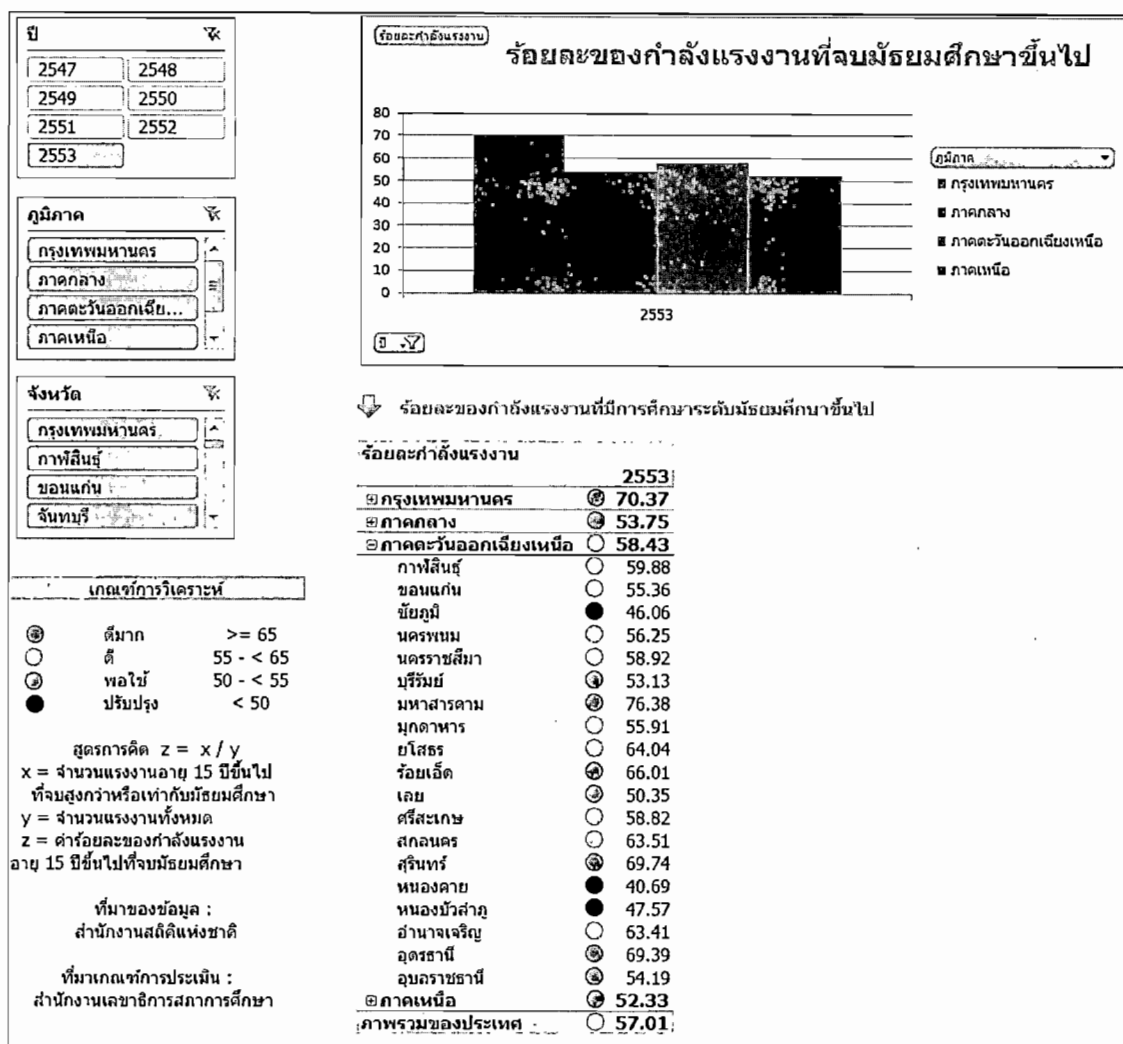 ปี
2547 2548
2549 2550
2551 2552
2553
ภูมิภาค
กรุงเทพมหานคร
ภาคกลาง
ภาคตะวันออกเฉีย...
ภาคเหนือ
จังหวัด
กรุงเทพมหานคร
กาฬสินธุ์
ขอนแก่น
จันทบุรี
เกณฑ์การวิเคราะห์
ดีมาก >= 65
ดี 55 - < 65
พอใช้ 50 - < 55
ปรับปรุง < 50
สูตรการคิด z = x / y
x = จำนวนแรงงานอายุ 15 ปีขึ้นไป
ที่จบสูงกว่าหรือเท่ากับมัธยมศึกษา
y = จำนวนแรงงานทั้งหมด
z = ค่าร้อยละของกำลังแรงงาน
อายุ 15 ปีขึ้นไปที่จบมัธยมศึกษา
ที่มาของข้อมูล :
สำนักงานสถิติแห่งชาติ
ที่มาเกณฑ์การประเมิน :
สำนักงานเลขาธิการสภาการศึกษา
ร้อยละกำลังแรงงาน
ร้อยละของกำลังแรงงานที่จบมัธยมศึกษาขึ้นไป
80
70
60
50
40
30
20
10
0
2553
ปี
ภูมิภาค
กรุงเทพมหานคร
ภาคกลาง
ภาคตะวันออกเฉียงเหนือ
ภาคเหนือ
ร้อยละของกำลังแรงงานที่มีการศึกษาระดับมัธยมศึกษาขึ้นไป
ร้อยละกำลังแรงงาน
2553
กรุงเทพมหานคร 70.37
ภาคกลาง 53.75
ภาคตะวันออกเฉียงเหนือ 58.43
กาฬสินธุ์ 59.88
ขอนแก่น 55.36
ชัยภูมิ 46.06
นครพนม 56.25
นครราชสีมา 58.92
บุรีรัมย์ 53.13
มหาสารคาม 76.38
มุกดาหาร 55.91
ยโสธร 64.04
ร้อยเอ็ด 66.01
เลย 50.35
ศรีสะเกษ 58.82
สกลนคร 63.51
สุรินทร์ 69.74
หนองคาย 40.69
หนองบัวลำภู 47.57
อำนาจเจริญ 63.41
อุดรธานี 69.39
อุบลราชธานี 54.19
ภาคเหนือ 52.33
ภาพรวมของประเทศ 57.01